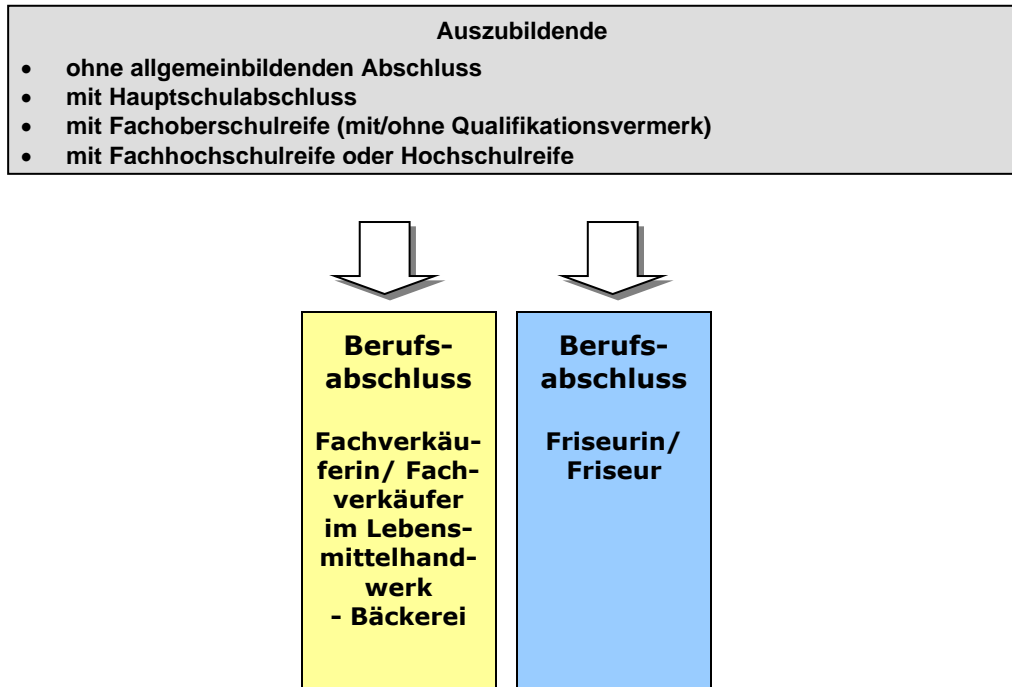 Auszubildende
• ohne allgemeinbildenden Abschluss
• mit Hauptschulabschluss
• mit Fachoberschulreife (mit/ohne Qualifikationsvermerk)
• mit Fachhochschulreife oder Hochschulreife
Berufs-
abschluss
Fachverkäu-
ferin/ Fach-
verkäufer
im Lebens-
mittelhand-
werk
- Bäckerei
Berufs-
abschluss
Friseurin/
Friseur